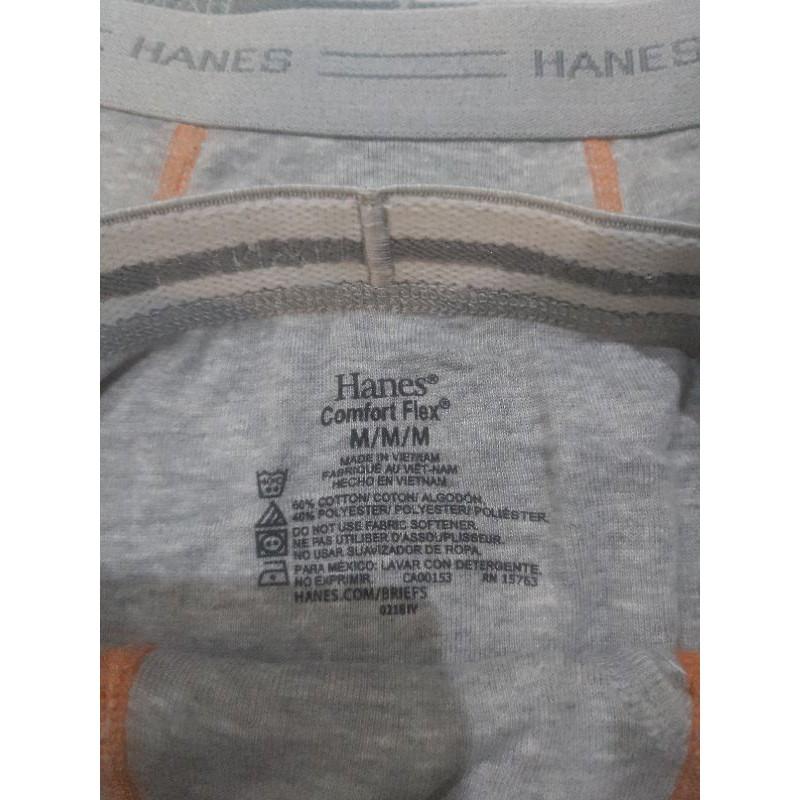 HANES HANES
Hanes®
Comfort Flex®
M/M/M
MADE IN VIETNAM
FABRIQUÉ AU VIÊT-NAM
HECHO EN VIETNAM
60% COTTON/ COTON/ ALGODÓN,
40% POLYESTER/ POLYESTER/ POLIÉSTER
DO NOT USE FABRIC SOFTENER.
NE PAS UTILISER D'ASSOUPLISSEUR.
NO USAR SUAVIZADOR DE ROPA.
PARA MÉXICO: LAVAR CON DETERGENTE.
NO EXPRIMIR. CA00153 RN 15763
HANES.COM/BRIEFS
0218IV